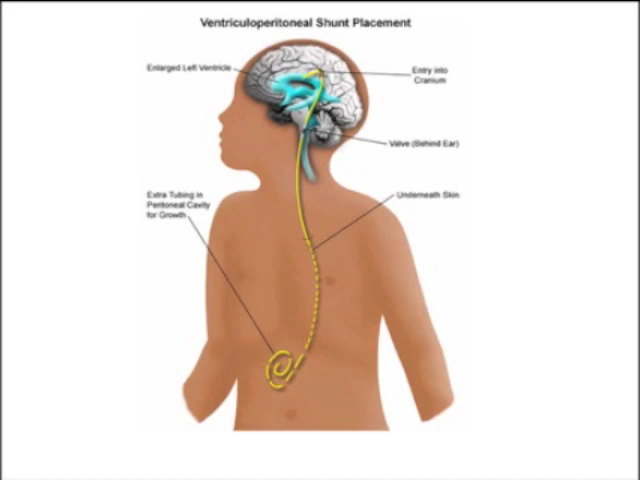 Ventriculoperitoneal Shunt Placement
Enlarged Left Ventricle
Entry into
Cranium
Valve (Behind Ear)
Extra Tubing in
Peritoneal Cavity
for Growth
Underneath Skin